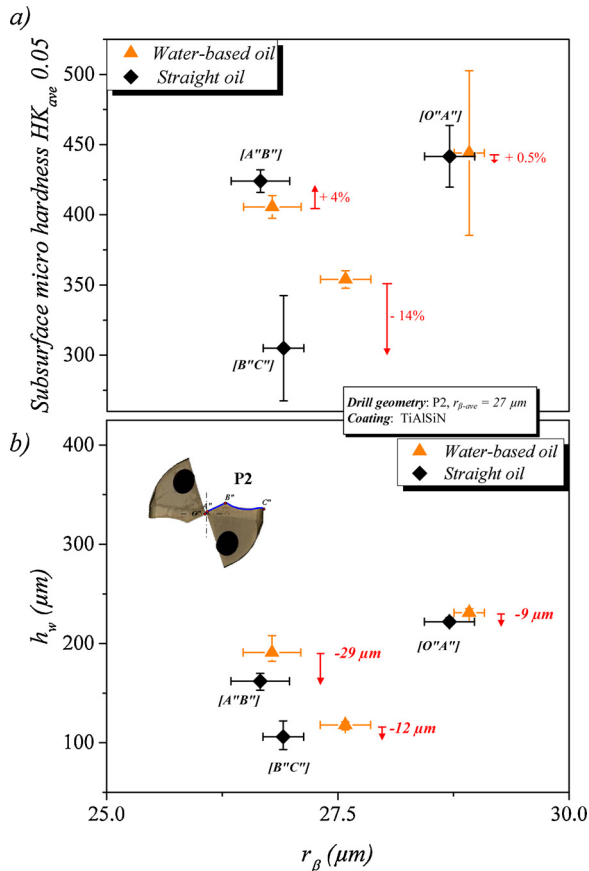 a)
Water-based oil
Straight oil
Subsurface micro hardness HKave 0.05
500
450
400
350
300
[A"B"]
+ 4%
[O"A"]
+ 0.5%
- 14%
[B"C"]
Drill geometry: P2, rβ-ave = 27 µm
Coating: TiAlSiN
b)
Water-based oil
Straight oil
P2
B"
C"
hw (µm)
400
300
200
100
-29 µm
[A"B"]
-9 µm
[O"A"]
-12 µm
[B"C"]
25.0
27.5
30.0
rβ (µm)